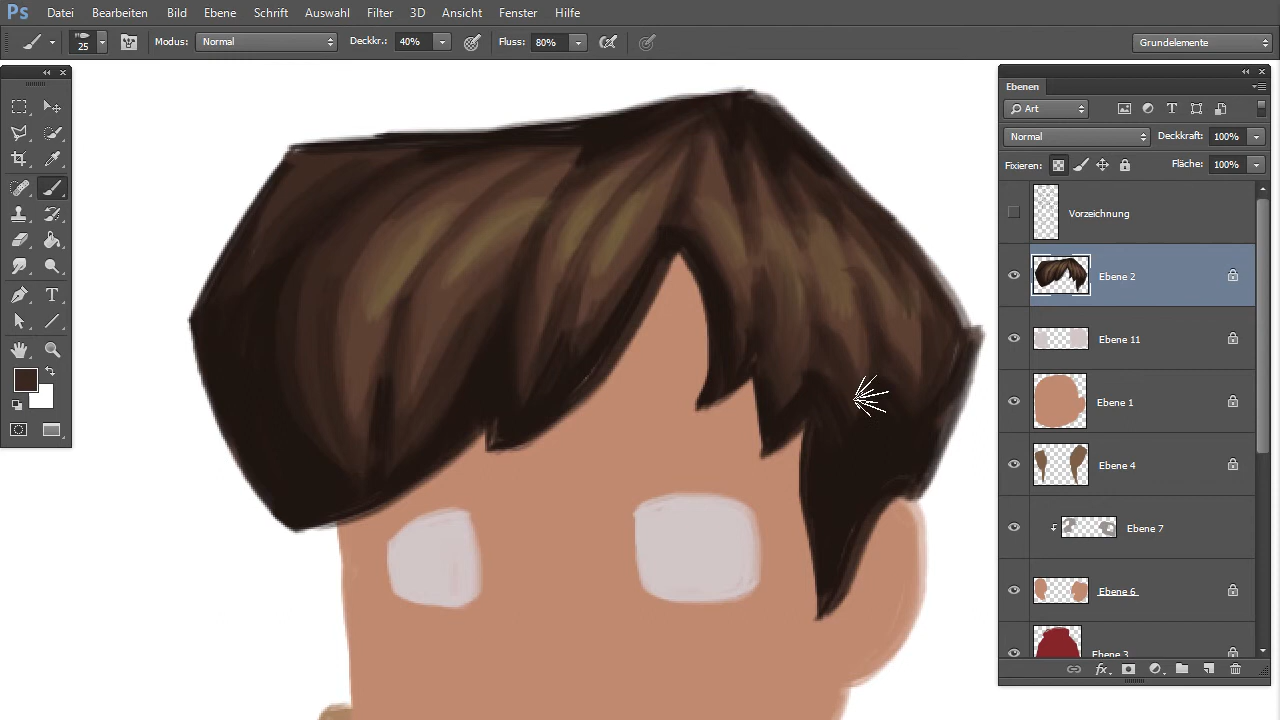 Ps Datei Bearbeiten Bild Ebene Schrift Auswahl Filter 3D Ansicht Fenster Hilfe
25 Modus: Normal Deckkr.: 40% Fluss: 80% Grundelemente
Ebenen
Art
Normal Deckkraft: 100%
Fixieren: Fläche: 100%
Vorzeichnung
Ebene 2
Ebene 11
Ebene 1
Ebene 4
Ebene 7
Ebene 6
Ebene 3